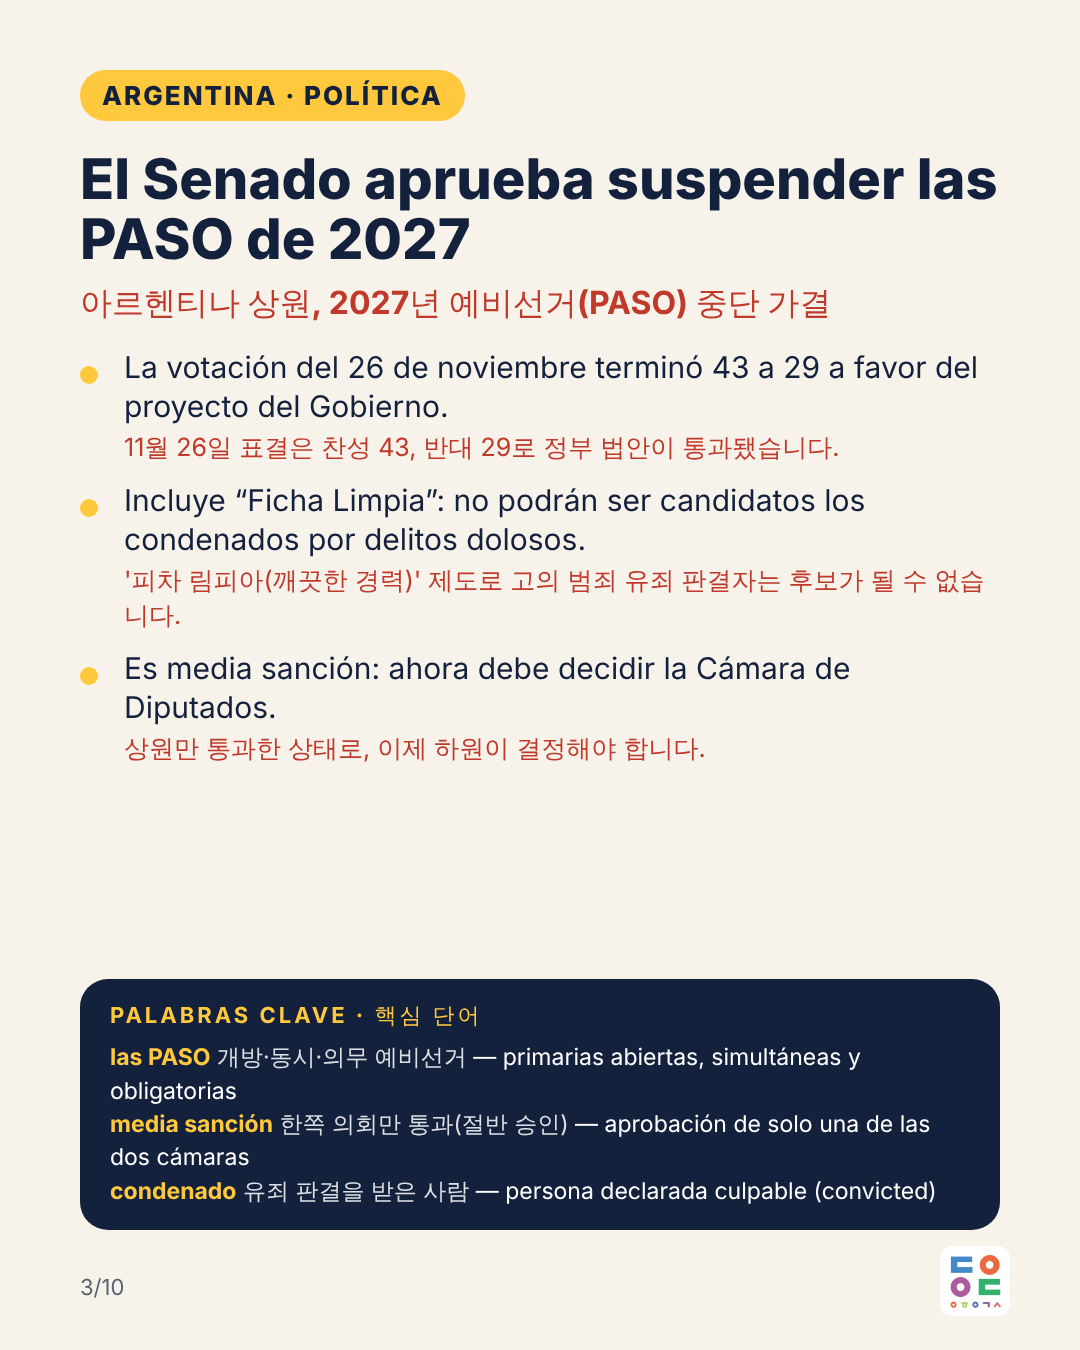 ARGENTINA · POLÍTICA
El Senado aprueba suspender las
PASO de 2027
아르헨티나 상원, 2027년 예비선거(PASO) 중단 가결
La votación del 26 de noviembre terminó 43 a 29 a favor del
proyecto del Gobierno.
11월 26일 표결은 찬성 43, 반대 29로 정부 법안이 통과됐습니다.
Incluye “Ficha Limpia”: no podrán ser candidatos los
condenados por delitos dolosos.
'피차 림피아(깨끗한 경력)' 제도로 고의 범죄 유죄 판결자는 후보가 될 수 없습
니다.
Es media sanción: ahora debe decidir la Cámara de
Diputados.
상원만 통과한 상태로, 이제 하원이 결정해야 합니다.
PALABRAS CLAVE · 핵심 단어
las PASO 개방·동시·의무 예비선거 — primarias abiertas, simultáneas y
obligatorias
media sanción 한쪽 의회만 통과(절반 승인) — aprobación de solo una de las
dos cámaras
condenado 유죄 판결을 받은 사람 — persona declarada culpable (convicted)
3/10